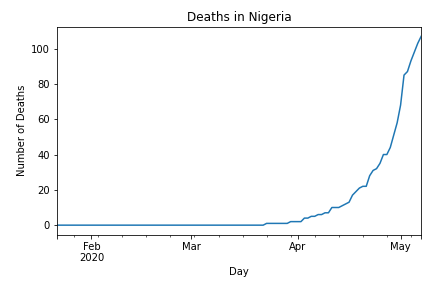 Deaths in Nigeria
Number of Deaths
100
80
60
40
20
0
Feb
2020
Mar
Apr
May
Day